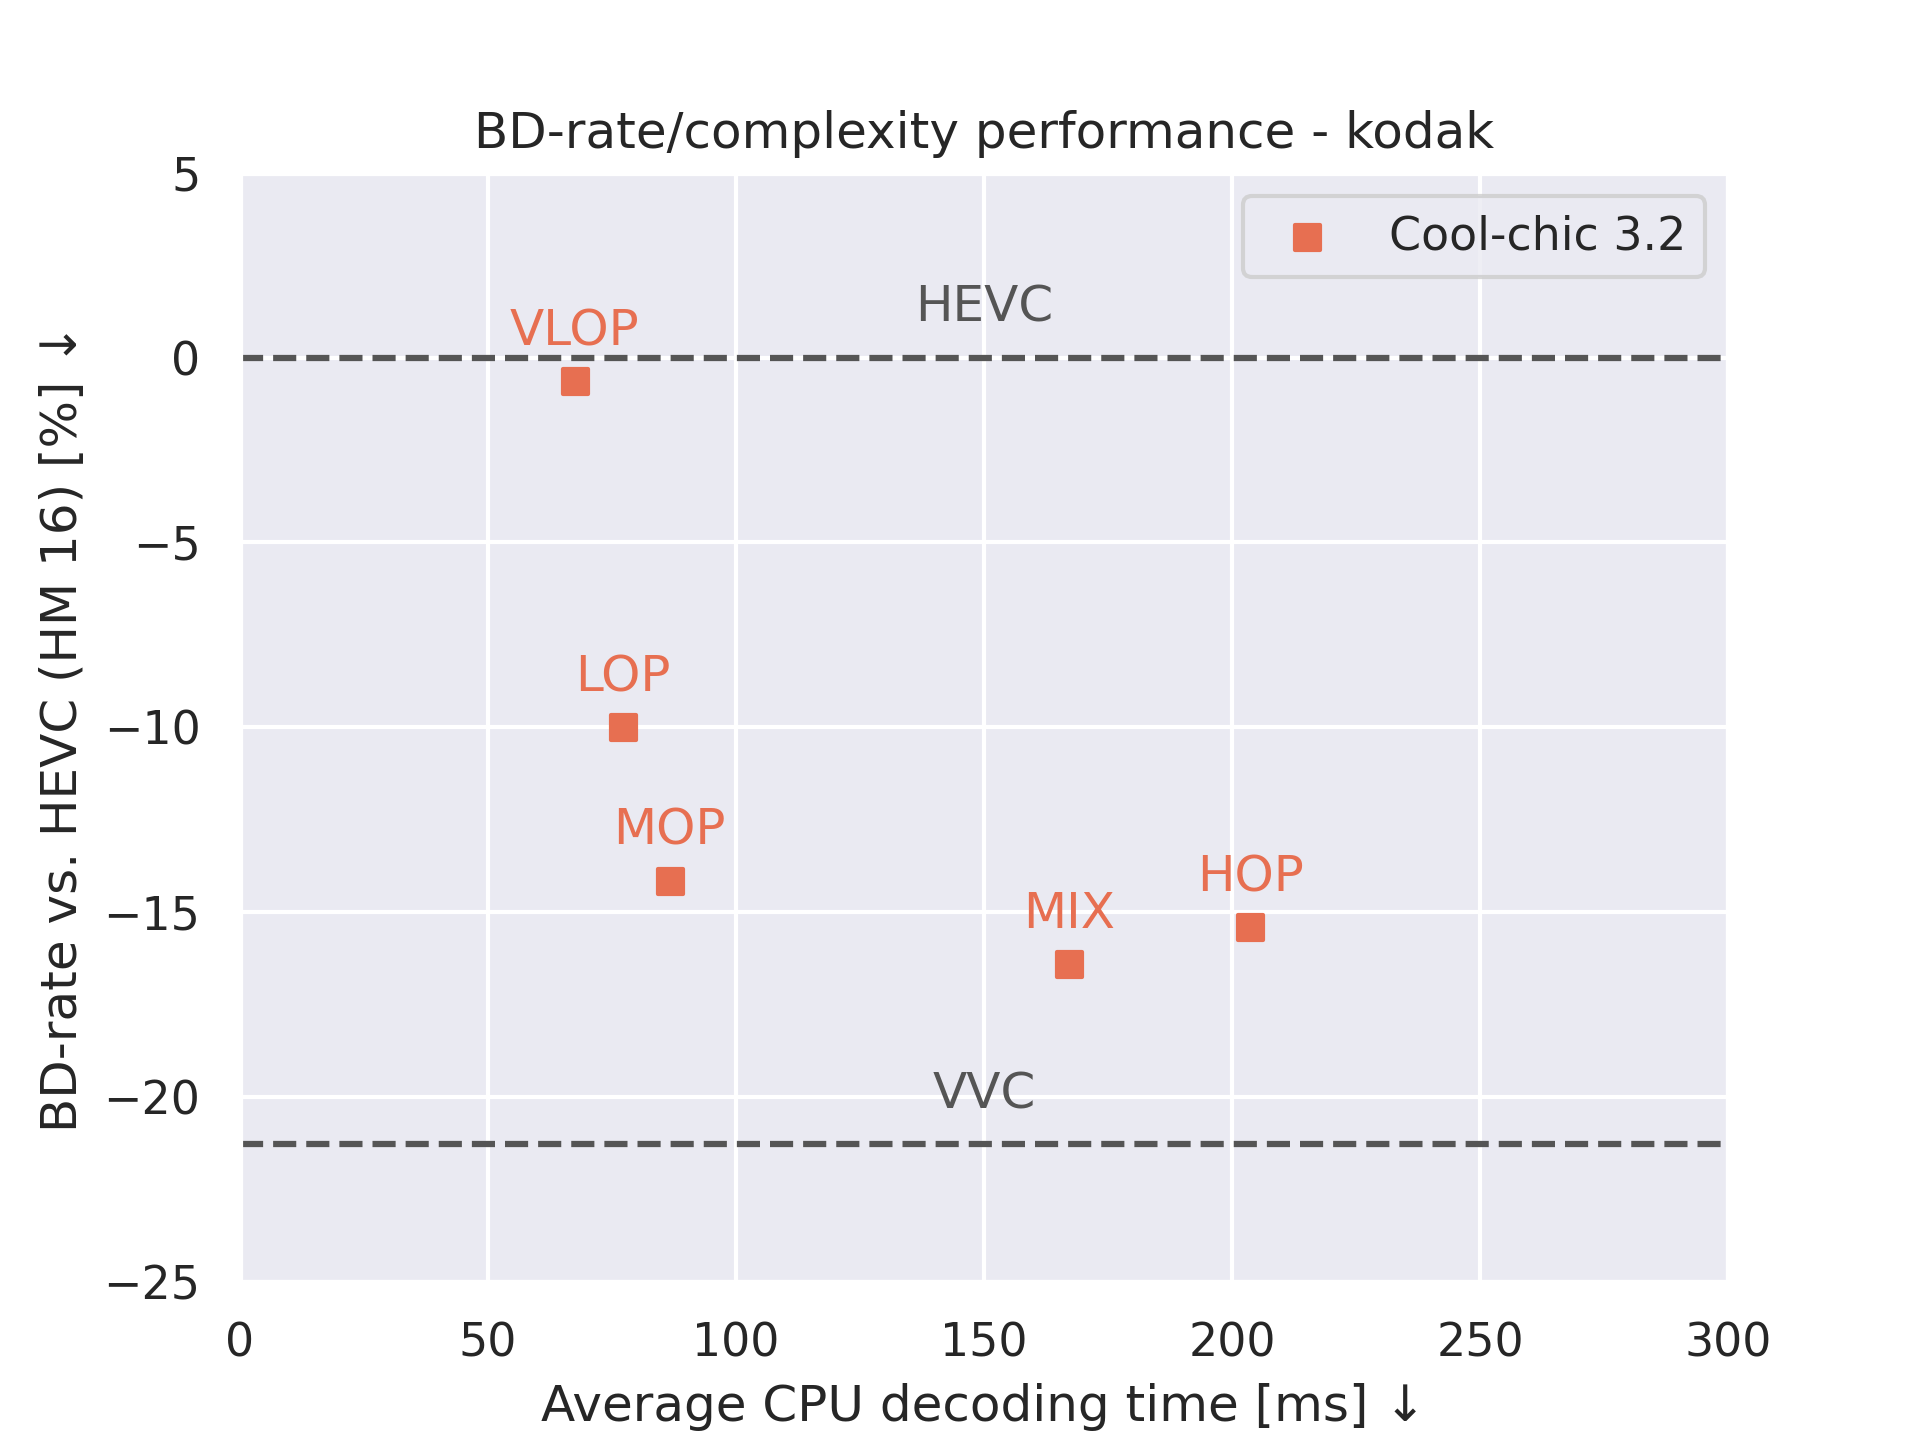 BD-rate/complexity performance - kodak
5
0
−5
−10
−15
−20
−25
BD-rate vs. HEVC (HM 16) [%] ↓
Cool-chic 3.2
HEVC
VLOP
LOP
MOP
HOP
MIX
VVC
0 50 100 150 200 250 300
Average CPU decoding time [ms] ↓